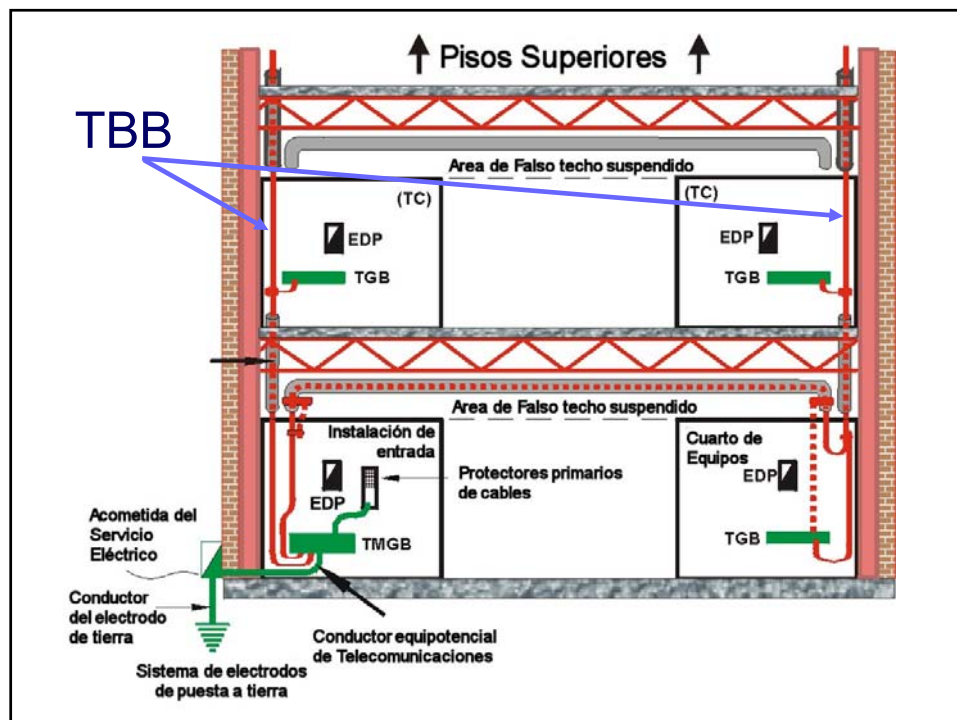 Pisos Superiores
TBB
Area de Falso techo suspendido
(TC)
EDP
TGB
(TC)
EDP
TGB
Area de Falso techo suspendido
Instalación de
entrada
EDP
Protectores primarios
de cables
TMGB
Cuarto de
Equipos
EDP
TGB
Acometida del
Servicio
Eléctrico
Conductor
del electrodo
de tierra
Sistema de electrodos
de puesta a tierra
Conductor equipotencial
de Telecomunicaciones